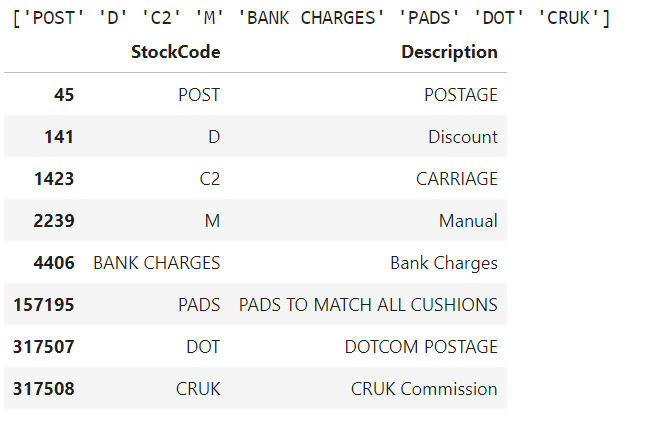 ['POST' 'D' 'C2' 'M' 'BANK CHARGES' 'PADS' 'DOT' 'CRUK']
StockCode Description
45 POST POSTAGE
141 D Discount
1423 C2 CARRIAGE
2239 M Manual
4406 BANK CHARGES Bank Charges
157195 PADS PADS TO MATCH ALL CUSHIONS
317507 DOT DOTCOM POSTAGE
317508 CRUK CRUK Commission